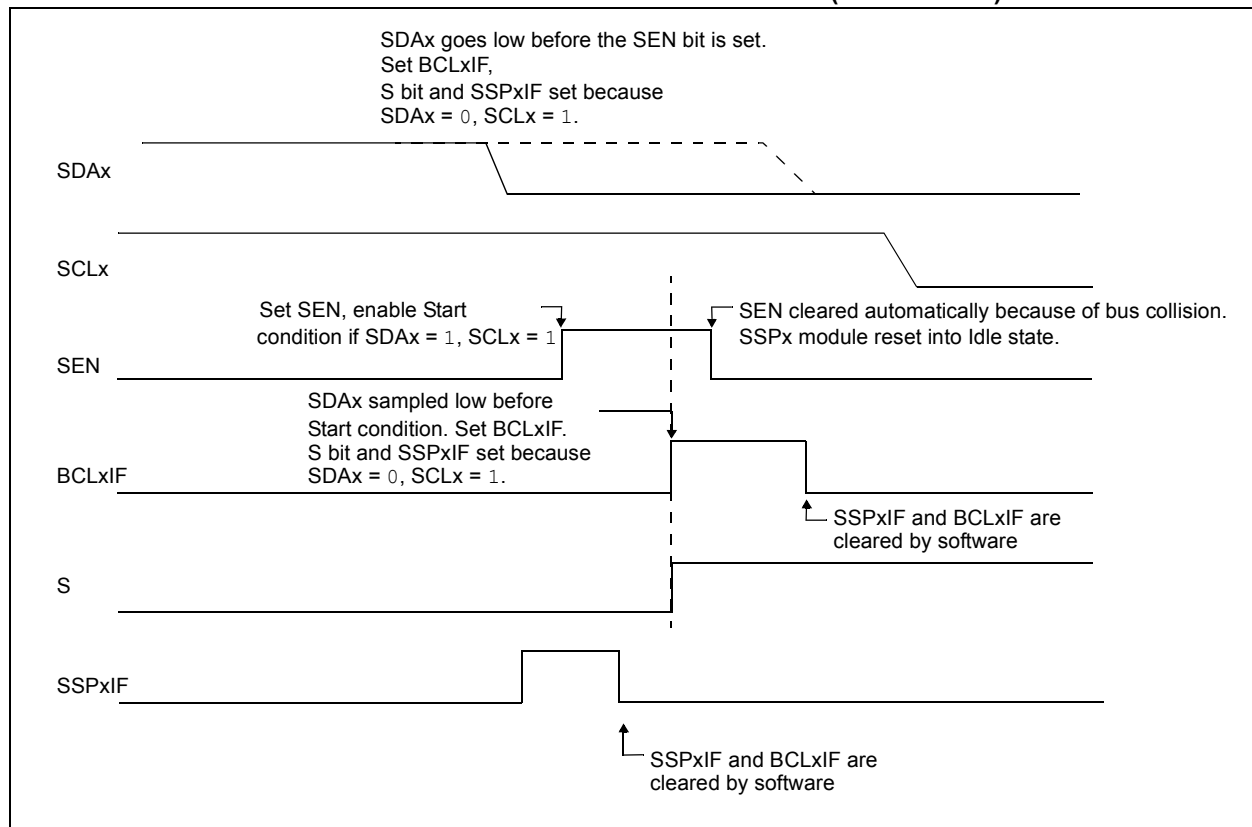 SDAx goes low before the SEN bit is set.
Set BCLxIF,
S bit and SSPxIF set because
SDAx = 0, SCLx = 1.
SDAx
SCLx
Set SEN, enable Start
condition if SDAx = 1, SCLx = 1
SEN cleared automatically because of bus collision.
SSPx module reset into Idle state.
SEN
SDAx sampled low before
Start condition. Set BCLxIF.
S bit and SSPxIF set because
SDAx = 0, SCLx = 1.
BCLxIF
SSPxIF and BCLxIF are
cleared by software
S
SSPxIF
SSPxIF and BCLxIF are
cleared by software